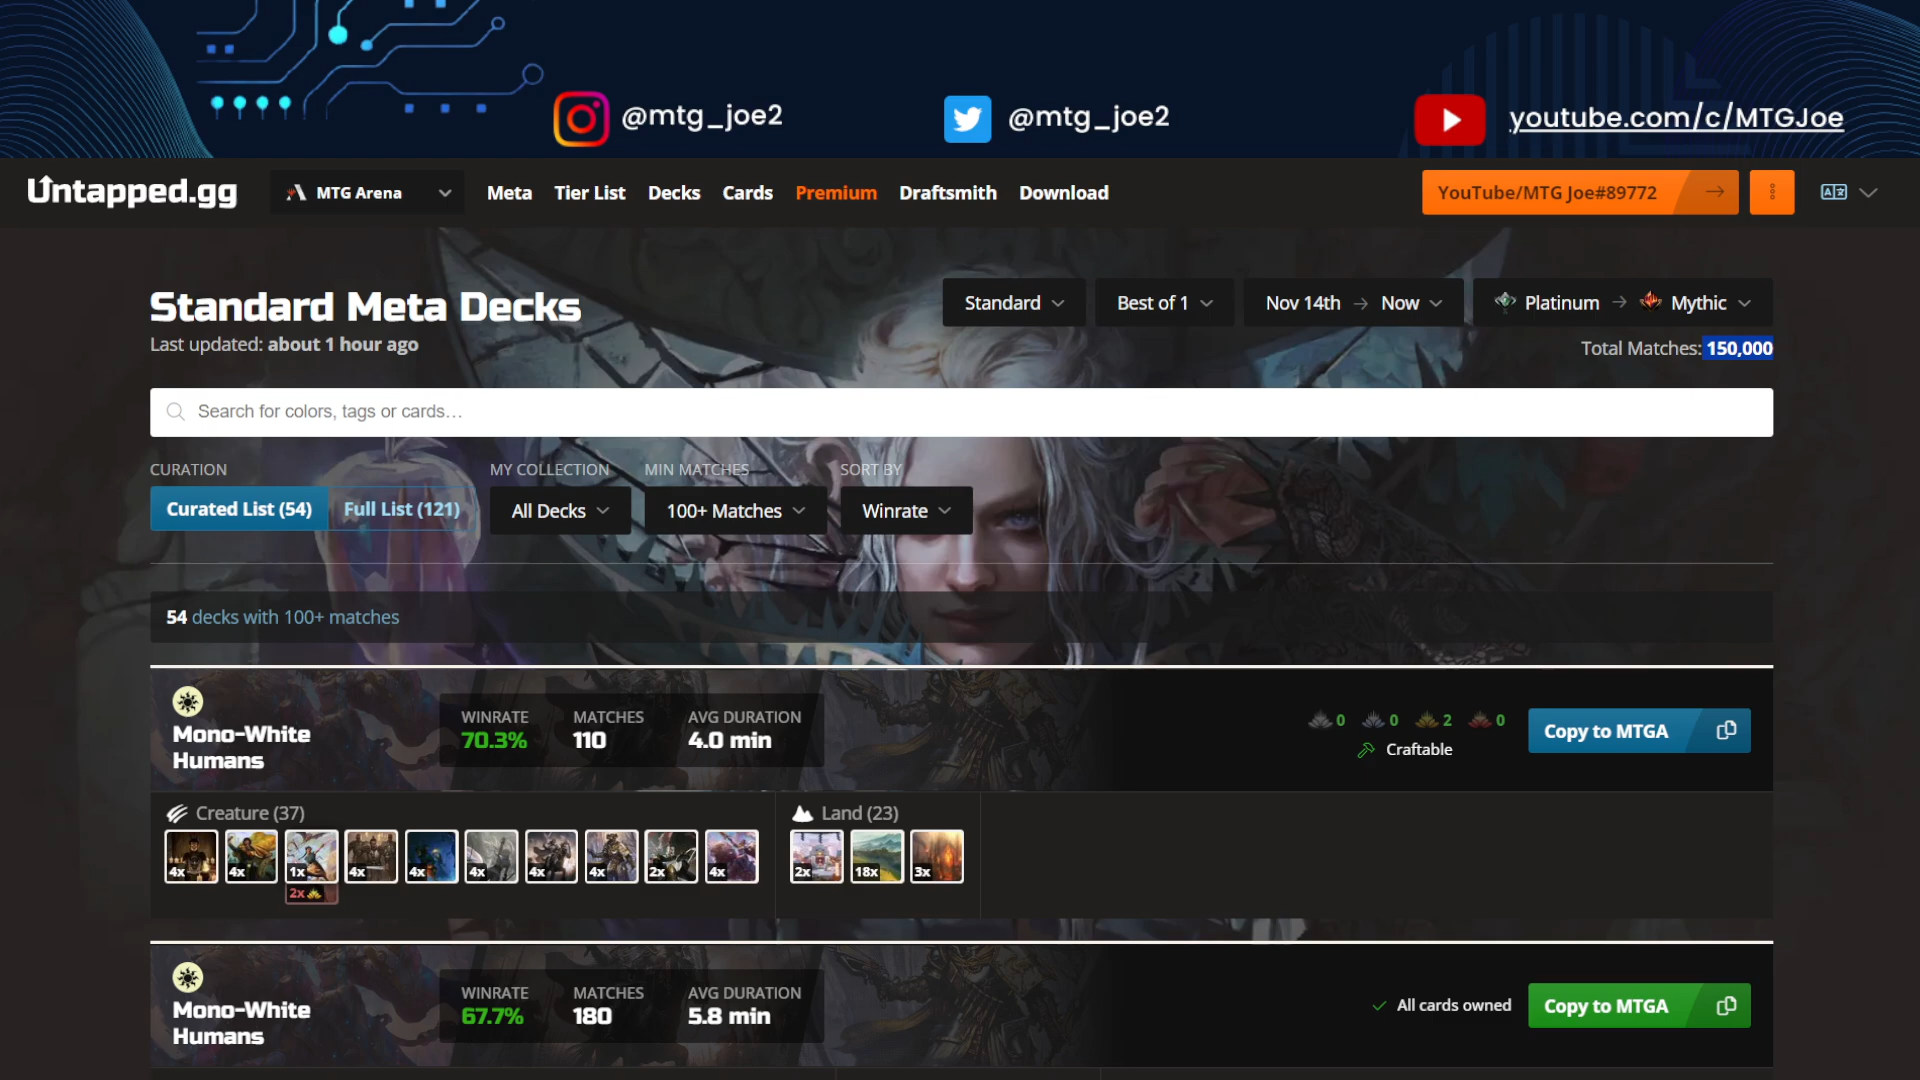 @mtg_joe2
@mtg_joe2
youtube.com/c/MTGJoe
Untapped.gg
MTG Arena
Meta
Tier List
Decks
Cards
Premium
Draftsmith
Download
YouTube/MTG Joe#89772
Standard Meta Decks
Last updated: about 1 hour ago
Standard
Best of 1
Nov 14th → Now
Platinum → Mythic
Total Matches: 150,000
Search for colors, tags or cards...
CURATION
MY COLLECTION
MIN MATCHES
SORT BY
Curated List (54)
Full List (121)
All Decks
100+ Matches
Winrate
54 decks with 100+ matches
Mono-White
Humans
WINRATE
70.3%
MATCHES
110
AVG DURATION
4.0 min
0 0 2 0
Craftable
Copy to MTGA
Creature (37)
4x 4x 1x 4x 4x 4x 4x 4x 2x 4x
2x
Land (23)
2x 18x 3x
Mono-White
Humans
WINRATE
67.7%
MATCHES
180
AVG DURATION
5.8 min
All cards owned
Copy to MTGA